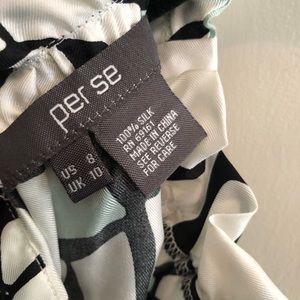 per se
US 8
UK 10
100% SILK
RN 69161
MADE IN CHINA
SEE REVERSE
FOR CARE